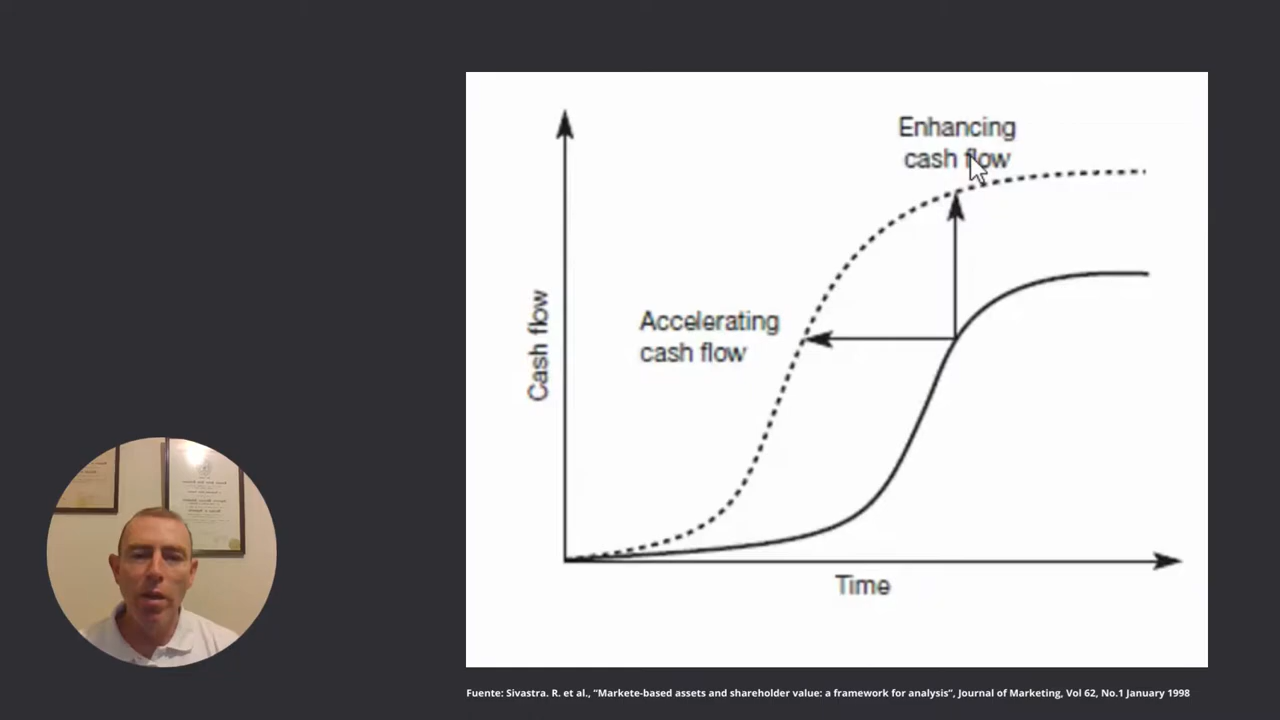 Enhancing
cash flow
Accelerating
cash flow
Cash flow
Time
Fuente: Sivastra. R. et al., “Markete-based assets and shareholder value: a framework for analysis”, Journal of Marketing, Vol 62, No.1 January 1998